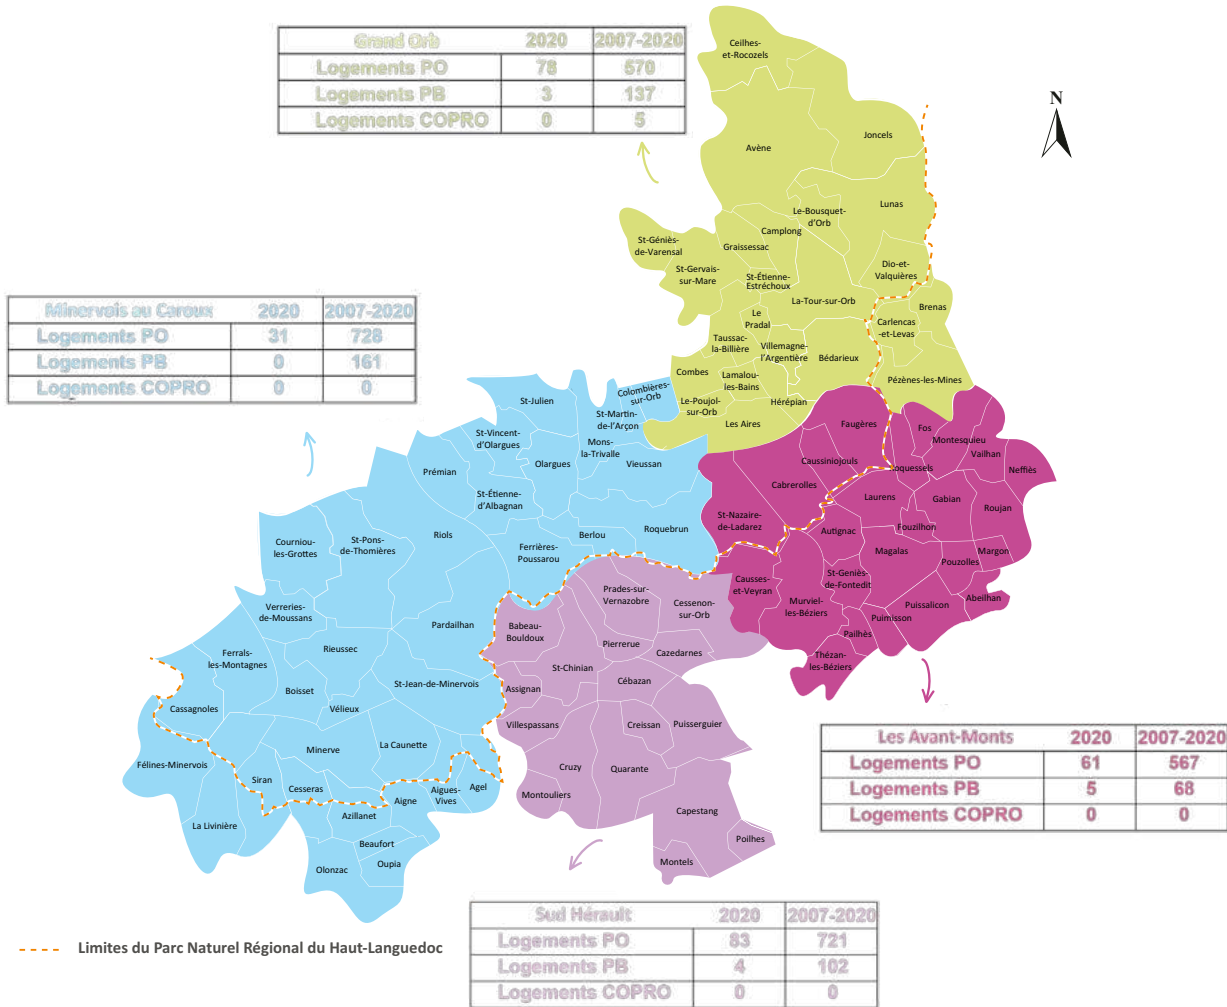 Grand Orb 2020 2007-2020
Logements PO 78 570
Logements PB 3 137
Logements COPRO 0 5
N
Ceilhes-
et-Rocozels
Joncels
Avène
Lunas
Le-Bousquet-
d'Orb
Camplong
Graissessac
St-Géniès-
de-Varensal
St-Gervais-
sur-Mare
Dio-et-
Valquières
St-Étienne-
Estréchoux
La-Tour-sur-Orb
Brenas
Le
Pradal
Carlencas
-et-Levas
Taussac-
la-Billière
Villemagne-
l'Argentière
Bédarieux
Combes
Lamalou-
les-Bains
Pézènes-les-Mines
Le-Poujol-
sur-Orb
Hérépian
Les Aires
Minervois au Caroux 2020 2007-2020
Logements PO 31 728
Logements PB 0 161
Logements COPRO 0 0
Colombières-
sur-Orb
St-Julien
St-Martin-
de-l'Arçon
St-Vincent-
d'Olargues
Mons-
la-Trivalle
Olargues
Vieussan
Prémian
St-Étienne-
d'Albagnan
Roquebrun
Berlou
Riols
Ferrières-
Poussarou
St-Pons-
de-Thomières
Courniou-
les-Grottes
Verreries-
de-Moussans
Pardailhan
Rieussec
Ferrals-
les-Montagnes
Boisset
St-Jean-de-Minervois
Vélieux
Cassagnoles
La Caunette
Minerve
Félines-Minervois
Siran
Cesseras
Aigues-
Vives
Agel
Aigne
Azillanet
La Livinière
Beaufort
Oupia
Olonzac
Faugères
Fos
Montesquieu
Vailhan
Neffiès
Caussiniojouls
Roquessels
Cabrerolles
Laurens
Gabian
Roujan
St-Nazaire-
de-Ladarez
Autignac
Fouzilhon
Magalas
Margon
Pouzolles
St-Geniès-
de-Fontedit
Causses-
et-Veyran
Murviel-
les-Béziers
Abeilhan
Puissalicon
Puimisson
Pailhès
Thézan-
les-Béziers
Prades-sur-
Vernazobre
Cessenon-
sur-Orb
Babeau-
Bouldoux
Pierrerue
Cazedarnes
St-Chinian
Cébazan
Assignan
Villespassans
Creissan
Puisserguier
Cruzy
Quarante
Montouliers
Capestang
Poilhes
Montels
Les Avant-Monts 2020 2007-2020
Logements PO 61 567
Logements PB 5 68
Logements COPRO 0 0
Sud Hérault 2020 2007-2020
Logements PO 83 721
Logements PB 4 102
Logements COPRO 0 0
Limites du Parc Naturel Régional du Haut-Languedoc